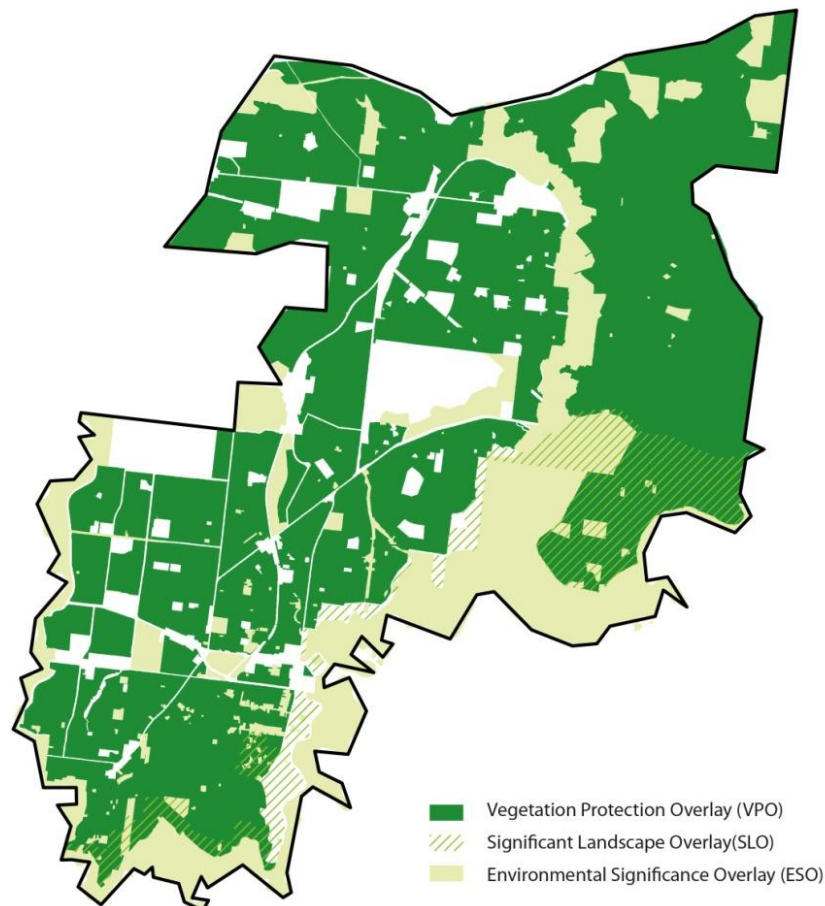 Vegetation Protection Overlay (VPO)
Significant Landscape Overlay(SLO)
Environmental Significance Overlay (ESO)